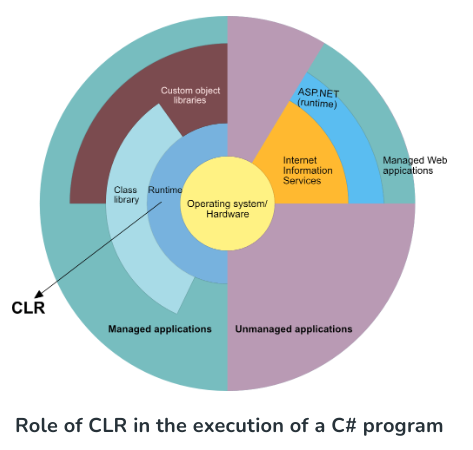 Custom object
libraries
ASP.NET
(runtime)
Internet
Information
Services
Managed Web
appications
Class
library
Runtime
Operating system/
Hardware
CLR
Managed applications
Unmanaged applications
Role of CLR in the execution of a C# program